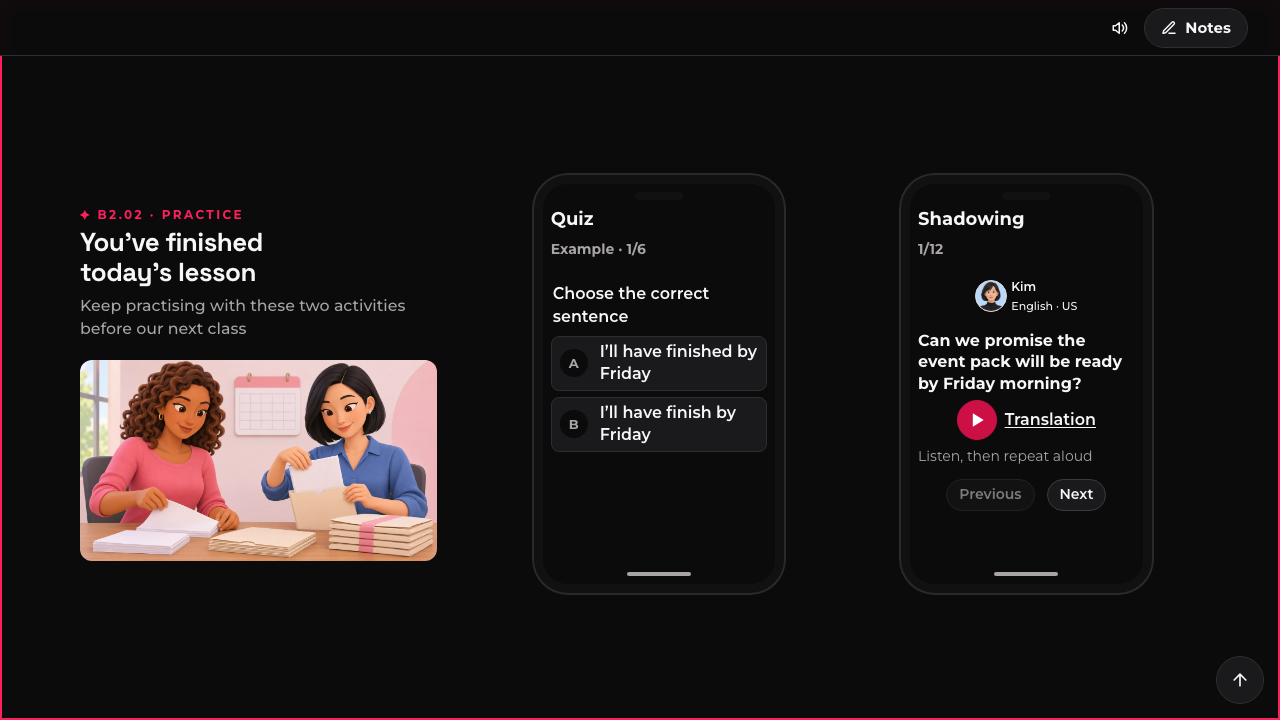 Notes
B2.02 · PRACTICE
You’ve finished
today’s lesson
Keep practising with these two activities
before our next class
Quiz
Example · 1/6
Choose the correct
sentence
A
I’ll have finished by
Friday
B
I’ll have finish by
Friday
Shadowing
1/12
Kim
English · US
Can we promise the
event pack will be ready
by Friday morning?
Translation
Listen, then repeat aloud
Previous
Next